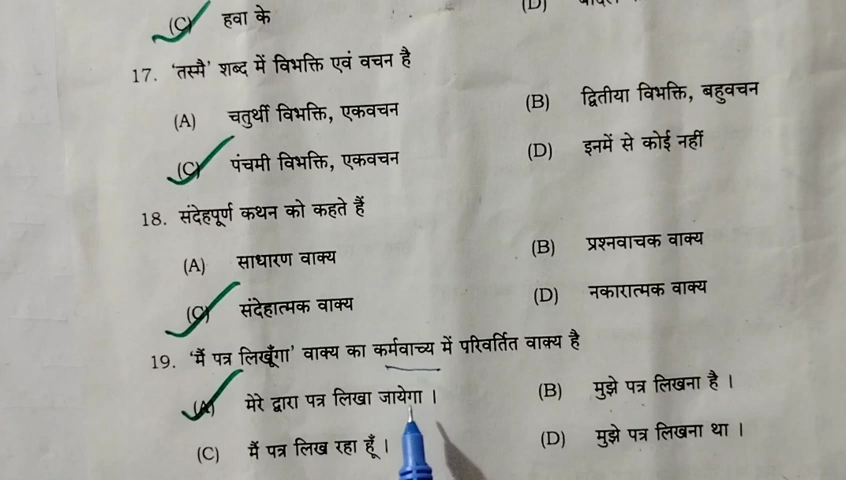 (C) हवा के (D)
17. 'तस्मै' शब्द में विभक्ति एवं वचन है
(A) चतुर्थी विभक्ति, एकवचन (B) द्वितीया विभक्ति, बहुवचन
(C) पंचमी विभक्ति, एकवचन (D) इनमें से कोई नहीं
18. संदेहपूर्ण कथन को कहते हैं
(A) साधारण वाक्य (B) प्रश्नवाचक वाक्य
(C) संदेहात्मक वाक्य (D) नकारात्मक वाक्य
19. 'मैं पत्र लिखूँगा' वाक्य का कर्मवाच्य में परिवर्तित वाक्य है
(A) मेरे द्वारा पत्र लिखा जायेगा । (B) मुझे पत्र लिखना है ।
(C) मैं पत्र लिख रहा हूँ । (D) मुझे पत्र लिखना था ।